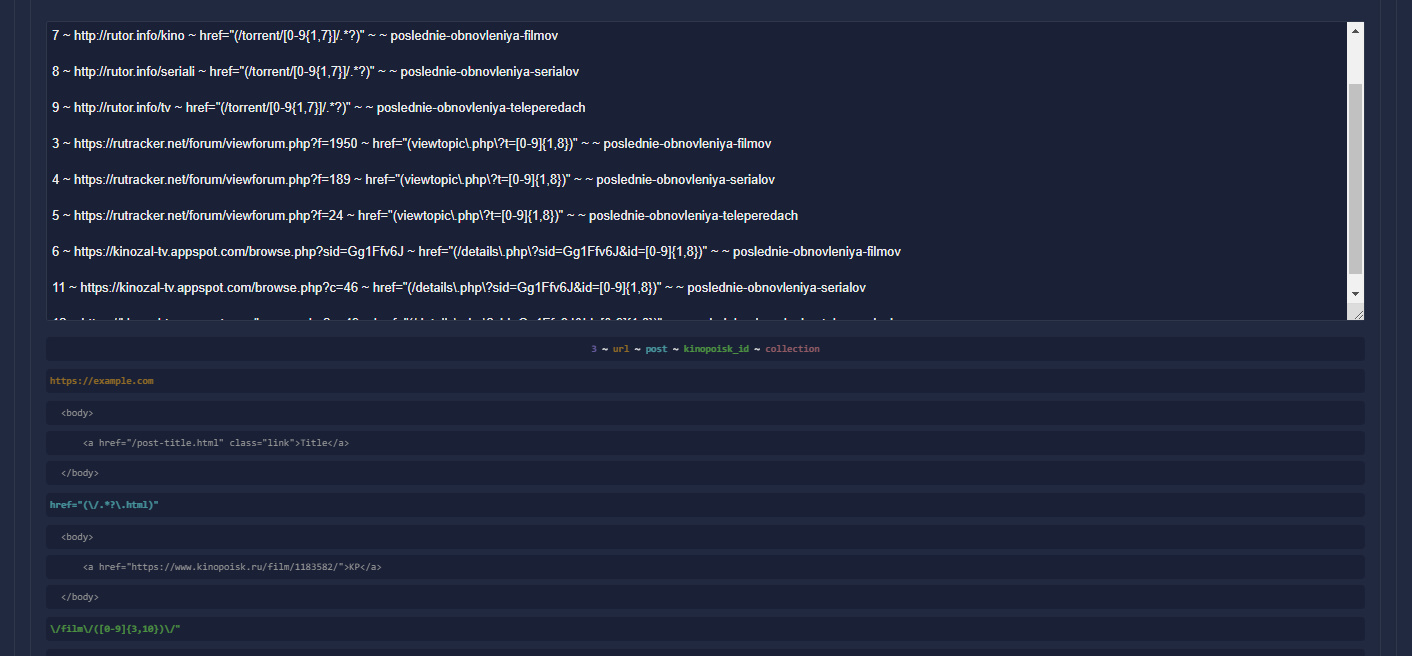 7 ~ http://rutor.info/kino ~ href="(/torrent/[0-9{1,7}]/.*?)" ~ ~ poslednie-obnovleniya-filmov
8 ~ http://rutor.info/seriali ~ href="(/torrent/[0-9{1,7}]/.*?)" ~ ~ poslednie-obnovleniya-serialov
9 ~ http://rutor.info/tv ~ href="(/torrent/[0-9{1,7}]/.*?)" ~ ~ poslednie-obnovleniya-teleperedach
3 ~ https://rutracker.net/forum/viewforum.php?f=1950 ~ href="(viewtopic\.php\?t=[0-9]{1,8})" ~ ~ poslednie-obnovleniya-filmov
4 ~ https://rutracker.net/forum/viewforum.php?f=189 ~ href="(viewtopic\.php\?t=[0-9]{1,8})" ~ ~ poslednie-obnovleniya-serialov
5 ~ https://rutracker.net/forum/viewforum.php?f=24 ~ href="(viewtopic\.php\?t=[0-9]{1,8})" ~ ~ poslednie-obnovleniya-teleperedach
6 ~ https://kinozal-tv.appspot.com/browse.php?sid=Gg1Ffv6J ~ href="(/details\.php\?sid=Gg1Ffv6J&id=[0-9]{1,8})" ~ ~ poslednie-obnovleniya-filmov
11 ~ https://kinozal-tv.appspot.com/browse.php?c=46 ~ href="(/details\.php\?sid=Gg1Ffv6J&id=[0-9]{1,8})" ~ ~ poslednie-obnovleniya-serialov
3 ~ url ~ post ~ kinopoisk_id ~ collection
https://example.com
<body>
<a href="/post-title.html" class="link">Title</a>
</body>
href="(\/.*?\.html)"
<body>
<a href="https://www.kinopoisk.ru/film/1183582/">KP</a>
</body>
\/film\/([0-9]{3,10})\/"